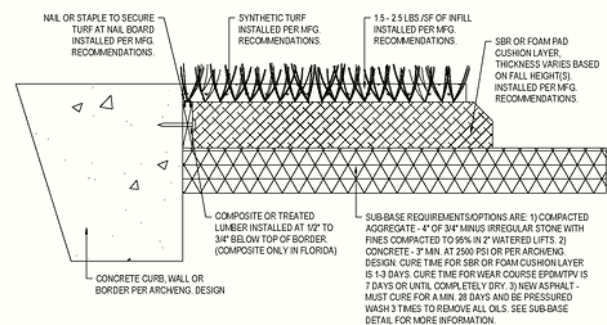 NAIL OR STAPLE TO SECURE
TURF AT NAIL BOARD
INSTALLED PER MFG.
RECOMMENDATIONS.
SYNTHETIC TURF
INSTALLED PER MFG.
RECOMMENDATIONS.
1.5 - 2.5 LBS./SF OF INFILL
INSTALLED PER MFG.
RECOMMENDATIONS.
SBR OR FOAM PAD
CUSHION LAYER,
THICKNESS VARIES BASED
ON FALL HEIGHT(S).
INSTALLED PER MFG.
RECOMMENDATIONS.
COMPOSITE OR TREATED
LUMBER INSTALLED AT 1/2" TO
3/4" BELOW TOP OF BORDER.
(COMPOSITE ONLY IN FLORIDA)
CONCRETE CURB, WALL OR
BORDER PER ARCH/ENG. DESIGN
SUB-BASE REQUIREMENTS/OPTIONS ARE: 1) COMPACTED
AGGREGATE - 4" OF 3/4" MINUS IRREGULAR STONE WITH
FINES COMPACTED TO 95% IN 2" WATERED LIFTS. 2)
CONCRETE - 3" MIN. AT 2500 PSI OR PER ARCH/ENG.
DESIGN. CURE TIME FOR SBR OR FOAM CUSHION LAYER
IS 1-3 DAYS. CURE TIME FOR WEAR COURSE EPDM/TPV IS
7 DAYS OR UNTIL COMPLETELY DRY. 3) NEW ASPHALT -
MUST CURE FOR A MIN. 28 DAYS AND BE PRESSURED
WASH 3 TIMES TO REMOVE ALL OILS. SEE SUB-BASE
DETAIL FOR MORE INFORMATION.